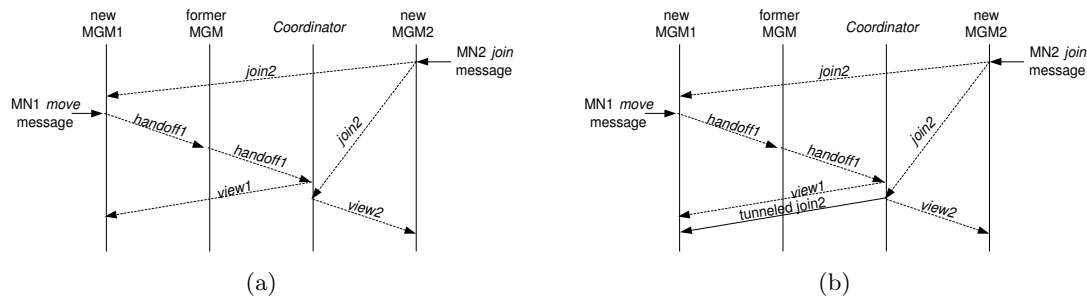 new
MGM1
former
MGM
Coordinator
new
MGM2
MN2 join
message
join2
MN1 move
message
handoff1
join2
handoff1
view1
view2
(a)
new
MGM1
former
MGM
Coordinator
new
MGM2
MN2 join
message
join2
MN1 move
message
handoff1
join2
handoff1
view1
tunneled join2
view2
(b)